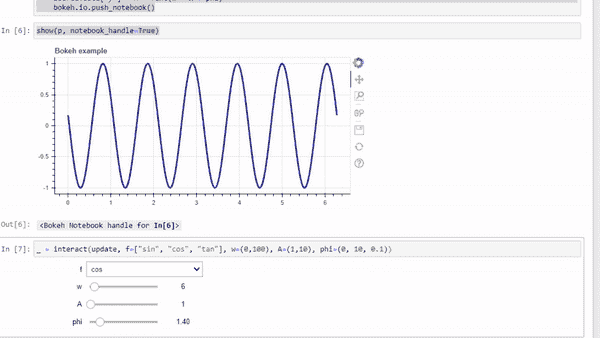 bokeh.io.push_notebook()
In [6]: show(p, notebook_handle=True)
Bokeh example
1
0.5
0
-0.5
-1
0 1 2 3 4 5 6
Out[6]: <Bokeh Notebook handle for In[6]>
In [7]: _ = interact(update, f=["sin", "cos", "tan"], w=(0,100), A=(1,10), phi=(0, 10, 0.1))
f cos
w 6
A 1
phi 1.40